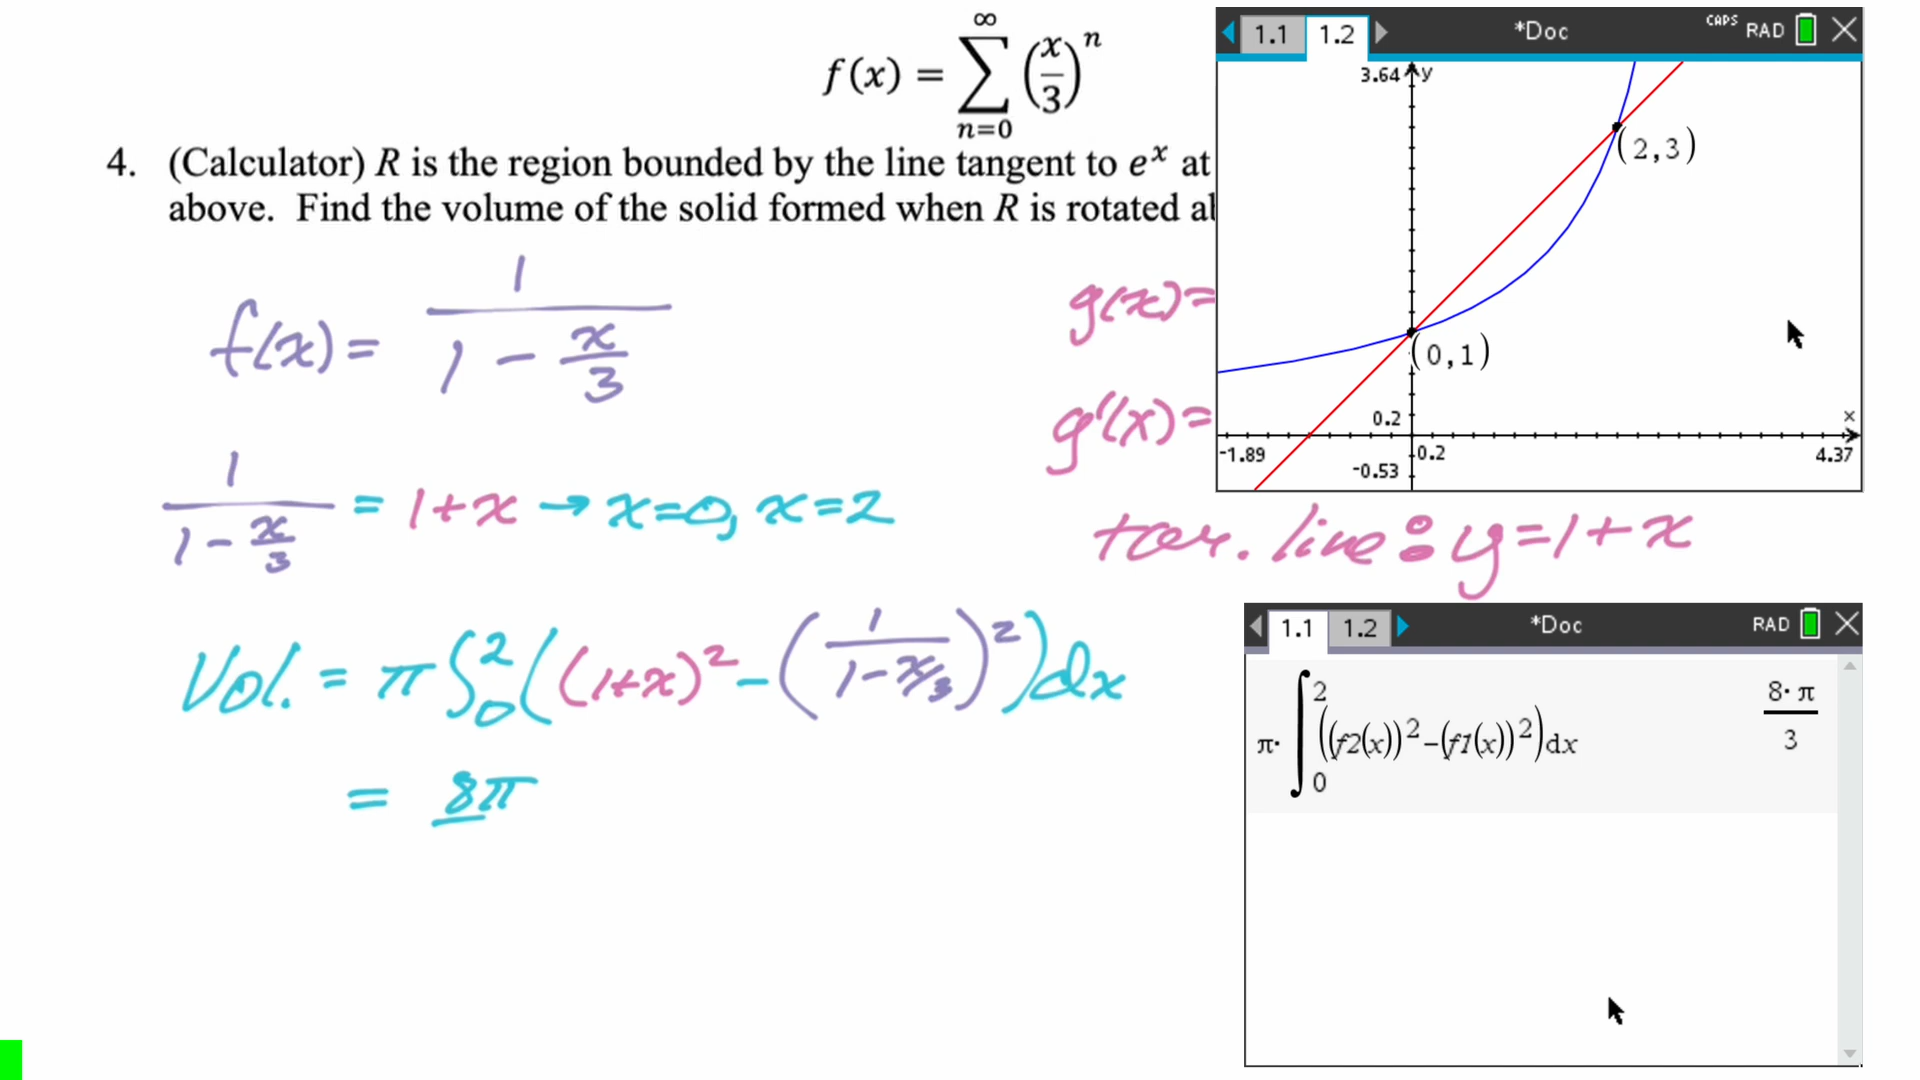 f(x) = ∑_{n=0}^{∞} (x/3)^n
4. (Calculator) R is the region bounded by the line tangent to e^x at
above. Find the volume of the solid formed when R is rotated
f(x) = 1/(1 - x/3)
g(x) =
g'(x) =
1/(1 - x/3) = 1+x → x=0, x=2
tan. line: y=1+x
Vol. = π ∫_0^2 ((1+x)^2 - (1/(1-x/3))^2) dx
= 8π
1.1 1.2 *Doc CAPS RAD
3.64 y
(2,3)
(0,1)
0.2 x
-1.89 -0.53 0.2 4.37
1.1 1.2 *Doc RAD
π· ∫_0^2 ((f2(x))^2-(f1(x))^2)dx 8·π/3